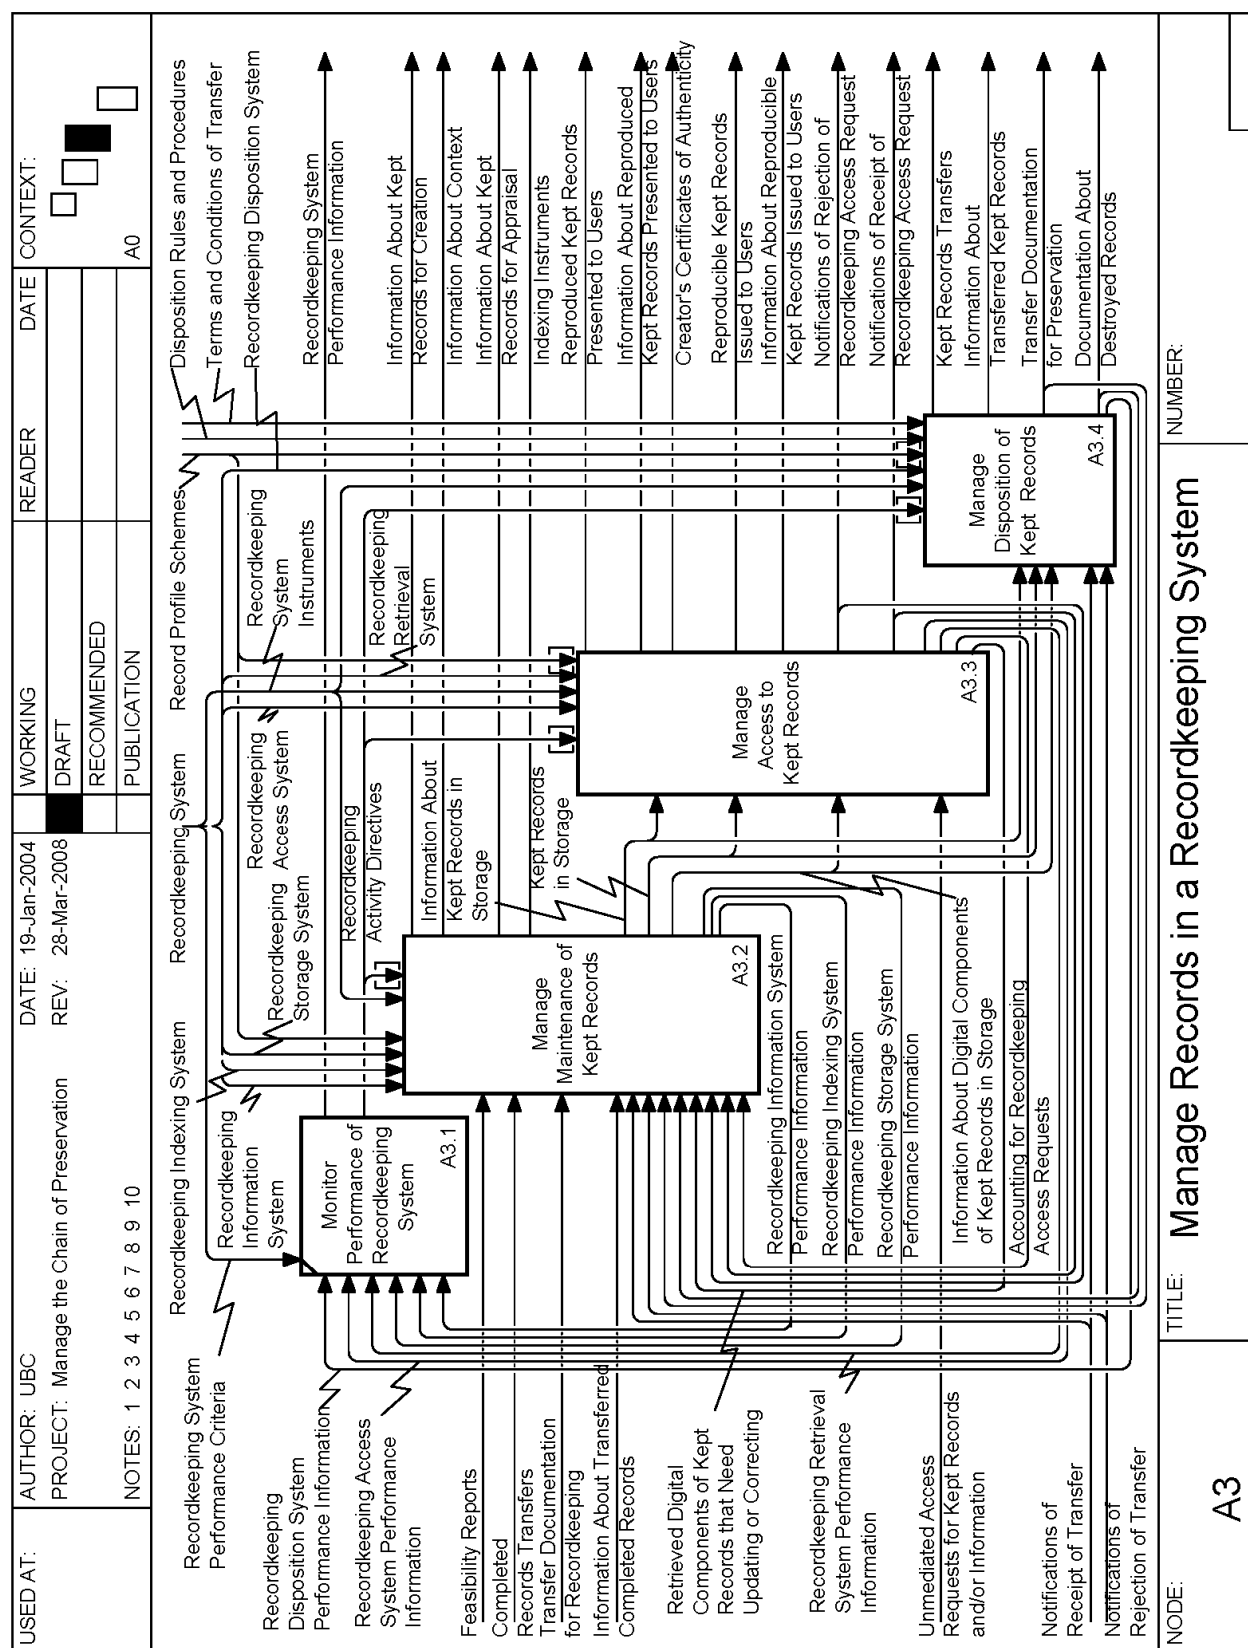 USED AT:
AUTHOR: UBC
PROJECT: Manage the Chain of Preservation
NOTES: 1 2 3 4 5 6 7 8 9 10
DATE: 19-Jan-2004
REV: 28-Mar-2008
WORKING
DRAFT
RECOMMENDED
PUBLICATION
READER
DATE
CONTEXT:
A0
Recordkeeping System
Performance Criteria
Recordkeeping Indexing System
Recordkeeping System
Record Profile Schemes
Disposition Rules and Procedures
Terms and Conditions of Transfer
Recordkeeping Disposition System
Recordkeeping
Information
System
Recordkeeping
Storage System
Recordkeeping
Access System
Recordkeeping
System
Instruments
Recordkeeping
Retrieval
System
Recordkeeping
Activity Directives
Recordkeeping
Disposition System
Performance Information
Recordkeeping Access
System Performance
Information
Feasibility Reports
Completed
Records Transfers
Transfer Documentation
for Recordkeeping
Information About Transferred
Completed Records
Retrieved Digital
Components of Kept
Records that Need
Updating or Correcting
Recordkeeping Retrieval
System Performance
Information
Unmediated Access
Requests for Kept Records
and/or Information
Notifications of
Receipt of Transfer
Notifications of
Rejection of Transfer
Monitor
Performance of
Recordkeeping
System
A3.1
Manage
Maintenance of
Kept Records
A3.2
Manage
Access to
Kept Records
A3.3
Manage
Disposition of
Kept Records
A3.4
Information About
Kept Records in
Storage
Kept Records
in Storage
Recordkeeping Information System
Performance Information
Recordkeeping Indexing System
Performance Information
Recordkeeping Storage System
Performance Information
Information About Digital Components
of Kept Records in Storage
Accounting for Recordkeeping
Access Requests
Recordkeeping System
Performance Information
Information About Kept
Records for Creation
Information About Context
Information About Kept
Records for Appraisal
Indexing Instruments
Reproduced Kept Records
Presented to Users
Information About Reproduced
Kept Records Presented to Users
Creator's Certificates of Authenticity
Reproducible Kept Records
Issued to Users
Information About Reproducible
Kept Records Issued to Users
Notifications of Rejection of
Recordkeeping Access Request
Notifications of Receipt of
Recordkeeping Access Request
Kept Records Transfers
Information About
Transferred Kept Records
Transfer Documentation
for Preservation
Documentation About
Destroyed Records
NODE:
A3
TITLE:
Manage Records in a Recordkeeping System
NUMBER: